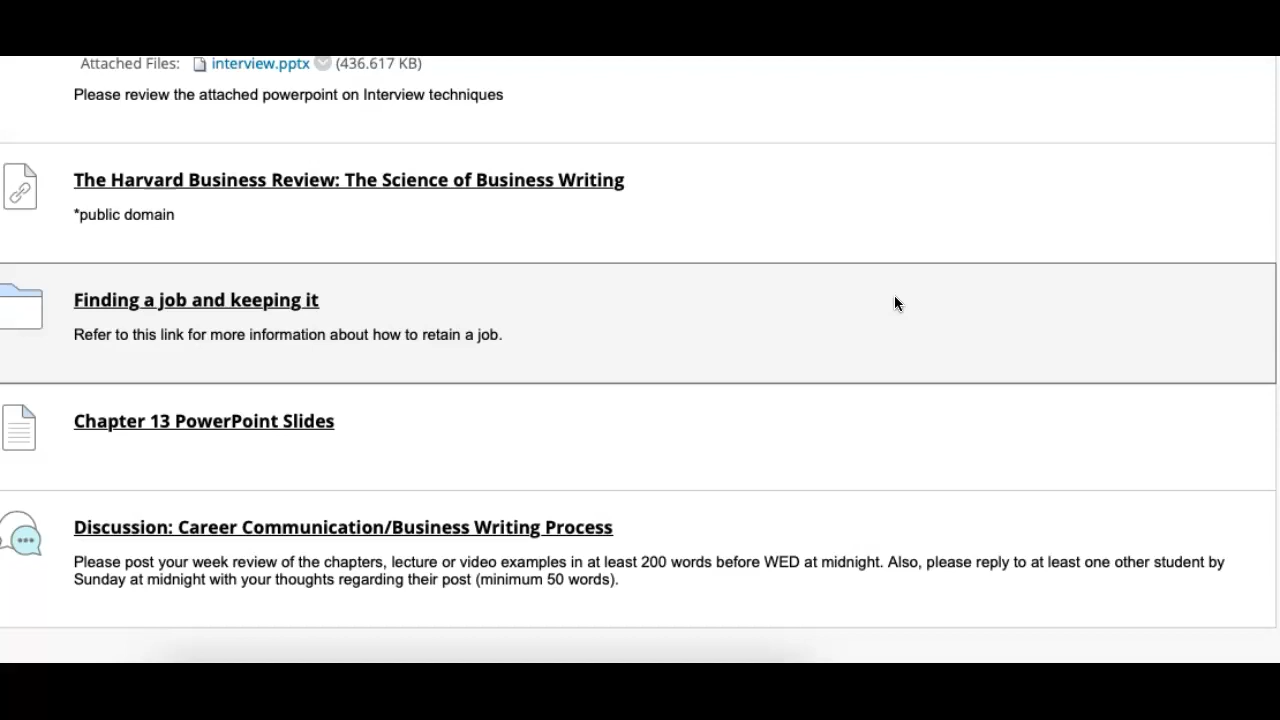 Attached Files: interview.pptx (436.617 KB)
Please review the attached powerpoint on Interview techniques
The Harvard Business Review: The Science of Business Writing
*public domain
Finding a job and keeping it
Refer to this link for more information about how to retain a job.
Chapter 13 PowerPoint Slides
Discussion: Career Communication/Business Writing Process
Please post your week review of the chapters, lecture or video examples in at least 200 words before WED at midnight. Also, please reply to at least one other student by
Sunday at midnight with your thoughts regarding their post (minimum 50 words).